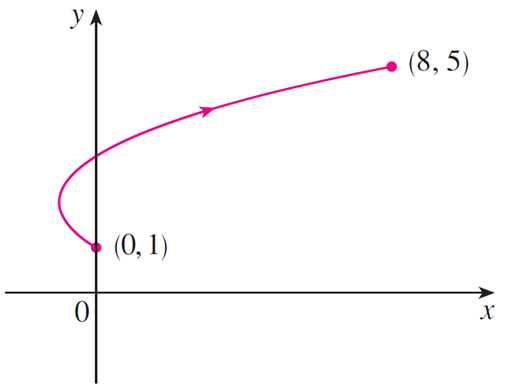 y
(8, 5)
(0, 1)
0
x